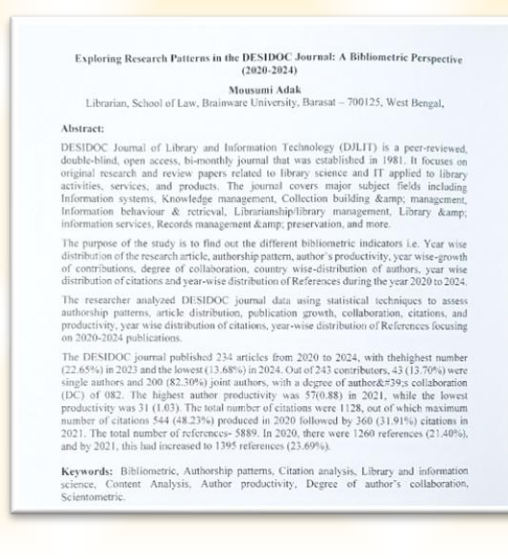 Exploring Research Patterns in the DESIDOC Journal: A Bibliometric Perspective
(2020-2024)
Mousumi Adak
Librarian, School of Law, Brainware University, Barasat – 700125, West Bengal,
Abstract:
DESIDOC Journal of Library and Information Technology (DJLIT) is a peer-reviewed,
double-blind, open access, bi-monthly journal that was established in 1981. It focuses on
original research and review papers related to library science and IT applied to library
activities, services, and products. The journal covers major subject fields including
Information systems, Knowledge management, Collection building &amp; management,
Information behaviour & retrieval, Librarianship/library management, Library &amp;
information services, Records management &amp; preservation, and more.
The purpose of the study is to find out the different bibliometric indicators i.e. Year wise
distribution of the research article, authorship pattern, author's productivity, year wise-growth
of contributions, degree of collaboration, country wise-distribution of authors, year wise
distribution of citations and year-wise distribution of References during the year 2020 to 2024.
The researcher analyzed DESIDOC journal data using statistical techniques to assess
authorship patterns, article distribution, publication growth, collaboration, citations, and
productivity, year wise distribution of citations, year-wise distribution of References focusing
on 2020-2024 publications.
The DESIDOC journal published 234 articles from 2020 to 2024, with thehighest number
(22.65%) in 2023 and the lowest (13.68%) in 2024. Out of 243 contributors, 43 (13.70%) were
single authors and 200 (82.30%) joint authors, with a degree of author&#39;s collaboration
(DC) of 082. The highest author productivity was 57(0.88) in 2021, while the lowest
productivity was 31 (1.03). The total number of citations were 1128, out of which maximum
number of citations 544 (48.23%) produced in 2020 followed by 360 (31.91%) citations in
2021. The total number of references- 5889. In 2020, there were 1260 references (21.40%),
and by 2021, this had increased to 1395 references (23.69%).
Keywords: Bibliometric, Authorship patterns, Citation analysis, Library and information
science, Content Analysis, Author productivity, Degree of author's collaboration,
Scientometric.